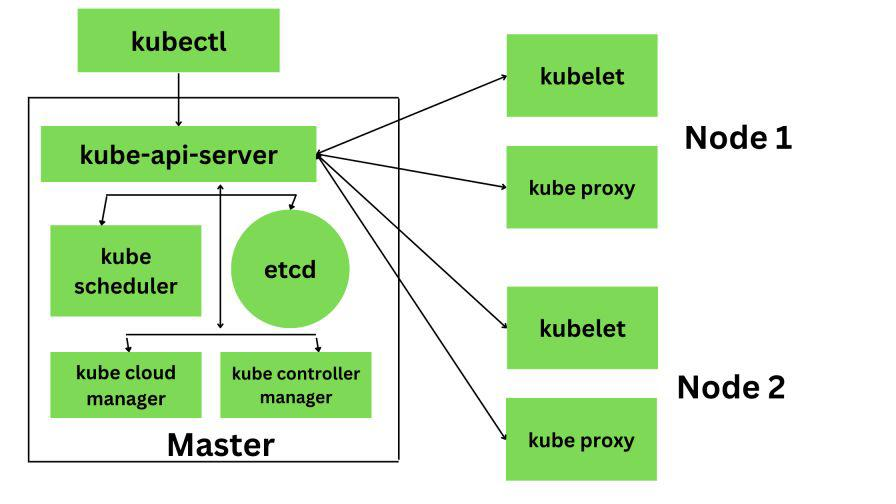 kubectl
kube-api-server
kube
scheduler
etcd
kube cloud
manager
kube controller
manager
Master
kubelet
kube proxy
Node 1
kubelet
kube proxy
Node 2